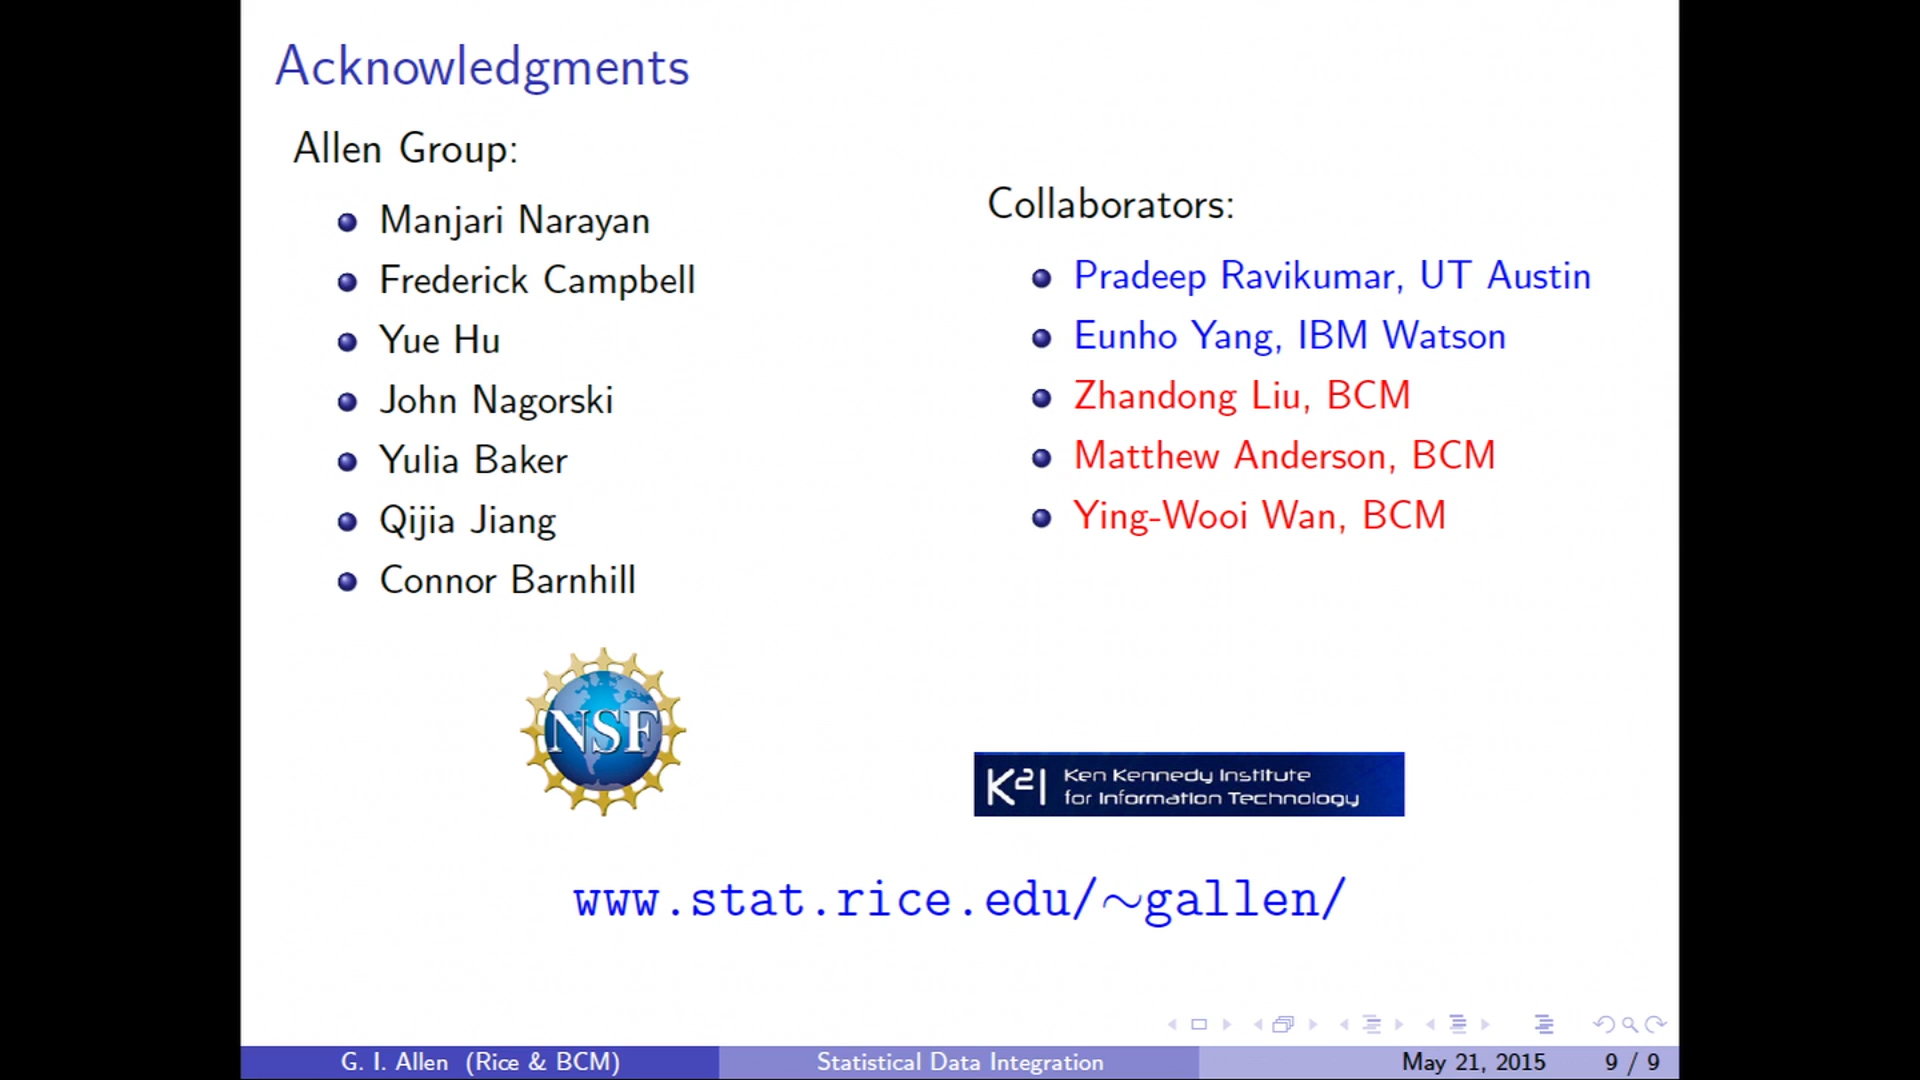 Acknowledgments
Allen Group:
Manjari Narayan
Frederick Campbell
Yue Hu
John Nagorski
Yulia Baker
Qijia Jiang
Connor Barnhill
Collaborators:
Pradeep Ravikumar, UT Austin
Eunho Yang, IBM Watson
Zhandong Liu, BCM
Matthew Anderson, BCM
Ying-Wooi Wan, BCM
NSF
K2I
Ken Kennedy Institute
for Information Technology
www.stat.rice.edu/~gallen/
G. I. Allen (Rice & BCM)
Statistical Data Integration
May 21, 2015
9 / 9